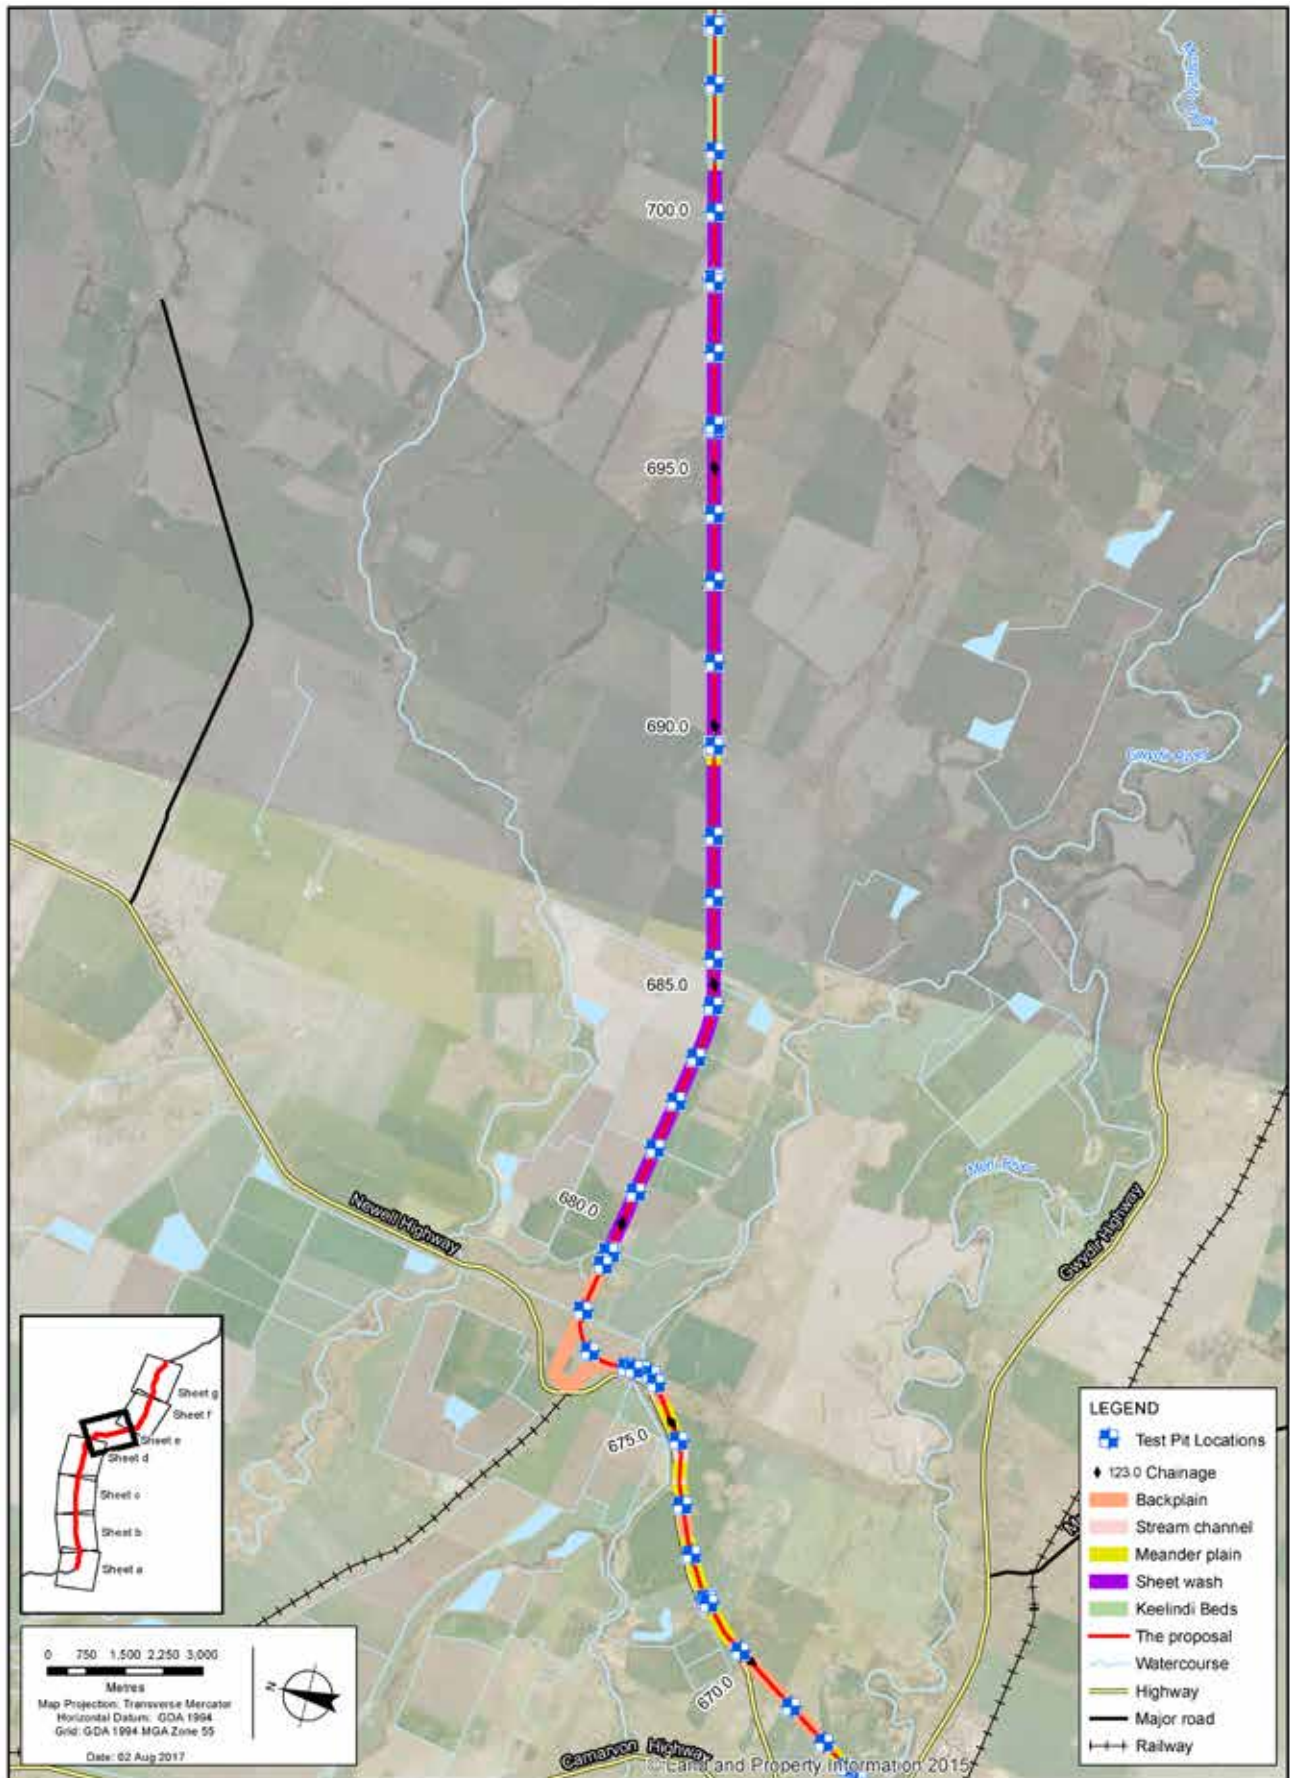 700.0
695.0
690.0
Gwydir River
685.0
Mehi River
680.0
Newell Highway
Gwydir Highway
675.0
670.0
Carnarvon Highway
© Land and Property Information 2015
Sheet g
Sheet f
Sheet e
Sheet d
Sheet c
Sheet b
Sheet a
0 750 1,500 2,250 3,000
Metres
Map Projection: Transverse Mercator
Horizontal Datum: GDA 1994
Grid: GDA 1994 MGA Zone 55
Date: 02 Aug 2017
N
LEGEND
Test Pit Locations
123.0 Chainage
Backplain
Stream channel
Meander plain
Sheet wash
Keelindi Beds
The proposal
Watercourse
Highway
Major road
Railway